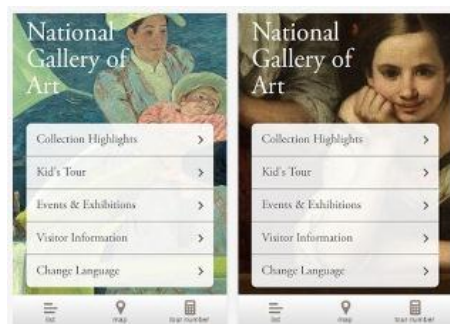 National
Gallery of
Art
Collection Highlights
Kid's Tour
Events & Exhibitions
Visitor Information
Change Language
list
map
tour number
National
Gallery of
Art
Collection Highlights
Kid's Tour
Events & Exhibitions
Visitor Information
Change Language
list
map
tour number